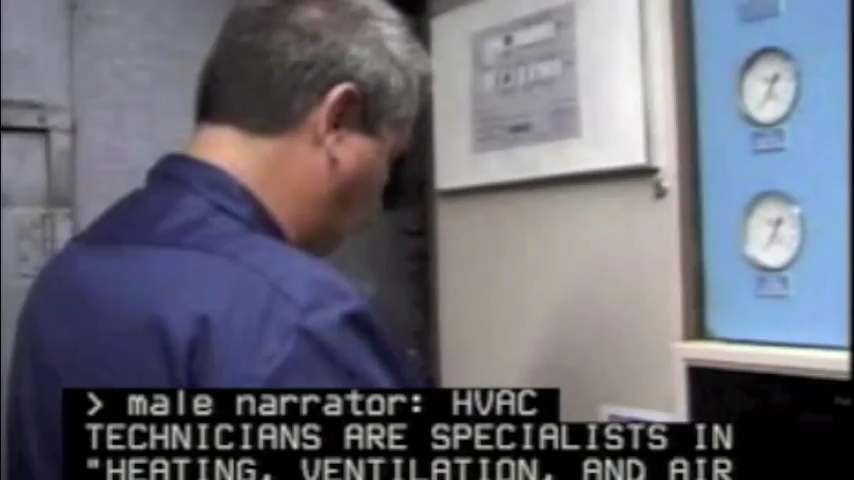 > male narrator: HVAC
TECHNICIANS ARE SPECIALISTS IN
"HEATING, VENTILATION, AND AIR